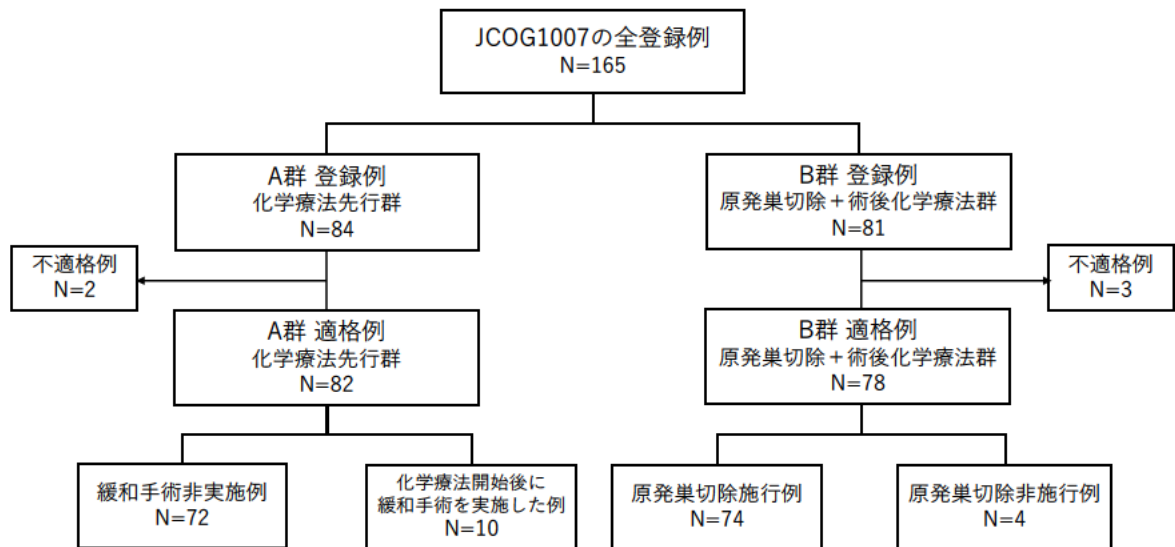 JCOG1007の全登録例
N=165
A群 登録例
化学療法先行群
N=84
B群 登録例
原発巣切除+術後化学療法群
N=81
不適格例
N=2
不適格例
N=3
A群 適格例
化学療法先行群
N=82
B群 適格例
原発巣切除+術後化学療法群
N=78
緩和手術非実施例
N=72
化学療法開始後に
緩和手術を実施した例
N=10
原発巣切除施行例
N=74
原発巣切除非施行例
N=4